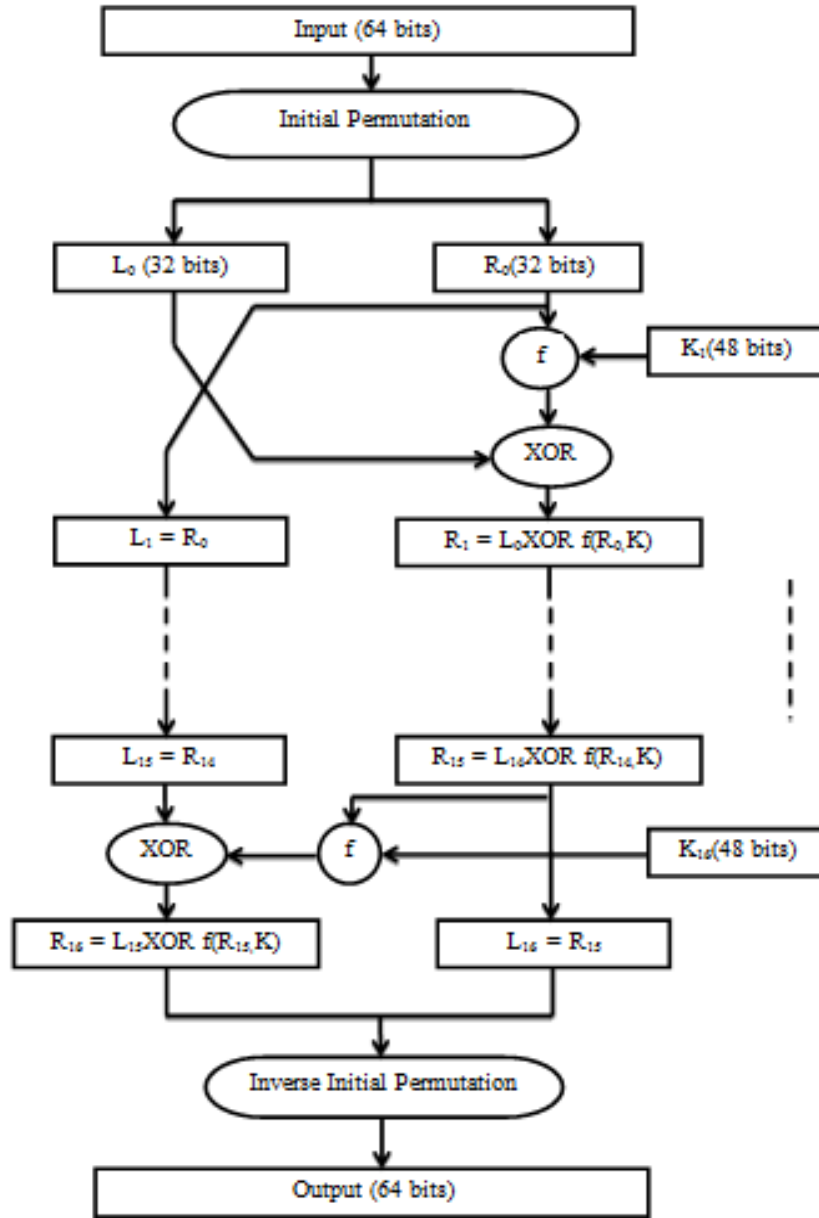 Input (64 bits)
Initial Permutation
L₀ (32 bits)
R₀(32 bits)
f
K₁(48 bits)
XOR
L₁ = R₀
R₁ = L₀XOR f(R₀,K)
L₁₅ = R₁₄
R₁₅ = L₁₄XOR f(R₁₄,K)
XOR
f
K₁₆(48 bits)
R₁₆ = L₁₅XOR f(R₁₅,K)
L₁₆ = R₁₅
Inverse Initial Permutation
Output (64 bits)